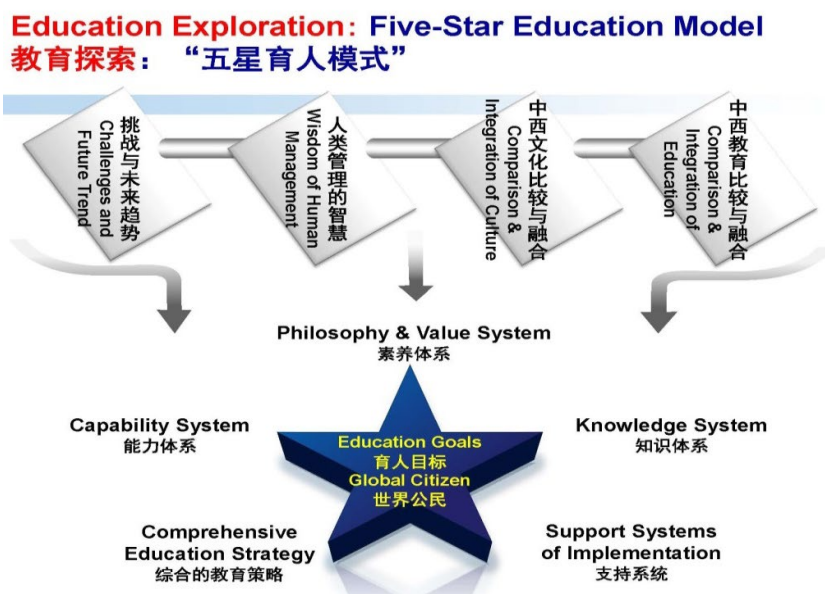 Education Exploration: Five-Star Education Model
教育探索：“五星育人模式”
挑战与未来趋势
Challenges and
Future Trend
人类管理的智慧
Wisdom of Human
Management
中西文化比较与融合
Comparison &
Integration of Culture
中西教育比较与融合
Comparison &
Integration of
Education
Philosophy & Value System
素养体系
Capability System
能力体系
Knowledge System
知识体系
Education Goals
育人目标
Global Citizen
世界公民
Comprehensive
Education Strategy
综合的教育策略
Support Systems
of Implementation
支持系统